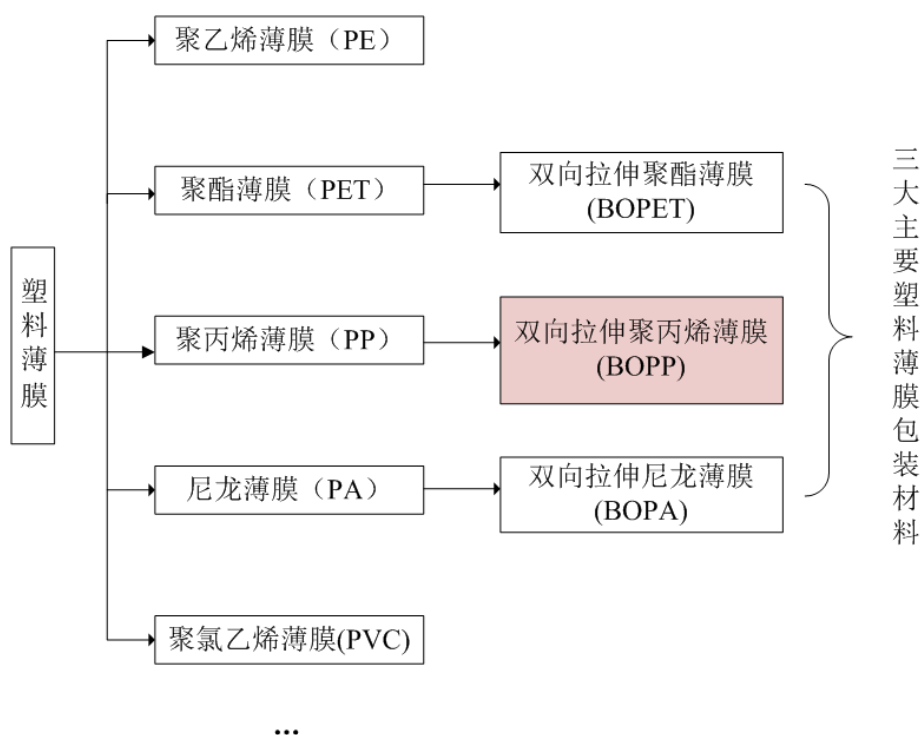 聚乙烯薄膜（PE）
聚酯薄膜（PET）
双向拉伸聚酯薄膜
(BOPET)
塑料薄膜
聚丙烯薄膜（PP）
双向拉伸聚丙烯薄膜
(BOPP)
三大主要塑料薄膜包装材料
尼龙薄膜（PA）
双向拉伸尼龙薄膜
(BOPA)
聚氯乙烯薄膜(PVC)
...